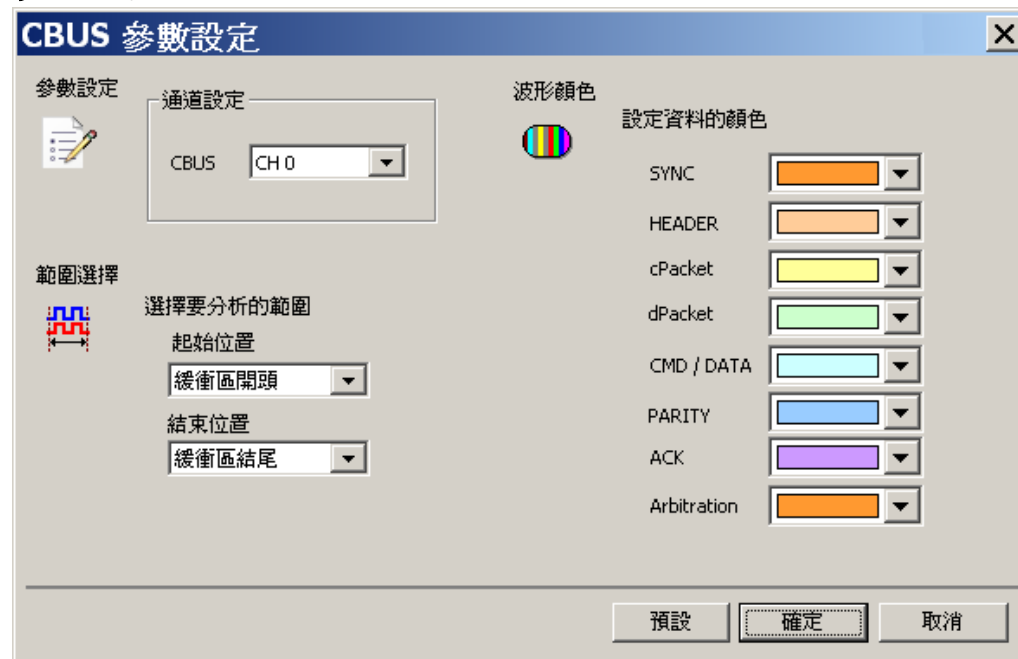 CBUS 參數設定
參數設定
通道設定
CBUS CH 0
範圍選擇
選擇要分析的範圍
起始位置
緩衝區開頭
結束位置
緩衝區結尾
波形顏色
設定資料的顏色
SYNC
HEADER
cPacket
dPacket
CMD / DATA
PARITY
ACK
Arbitration
預設 確定 取消